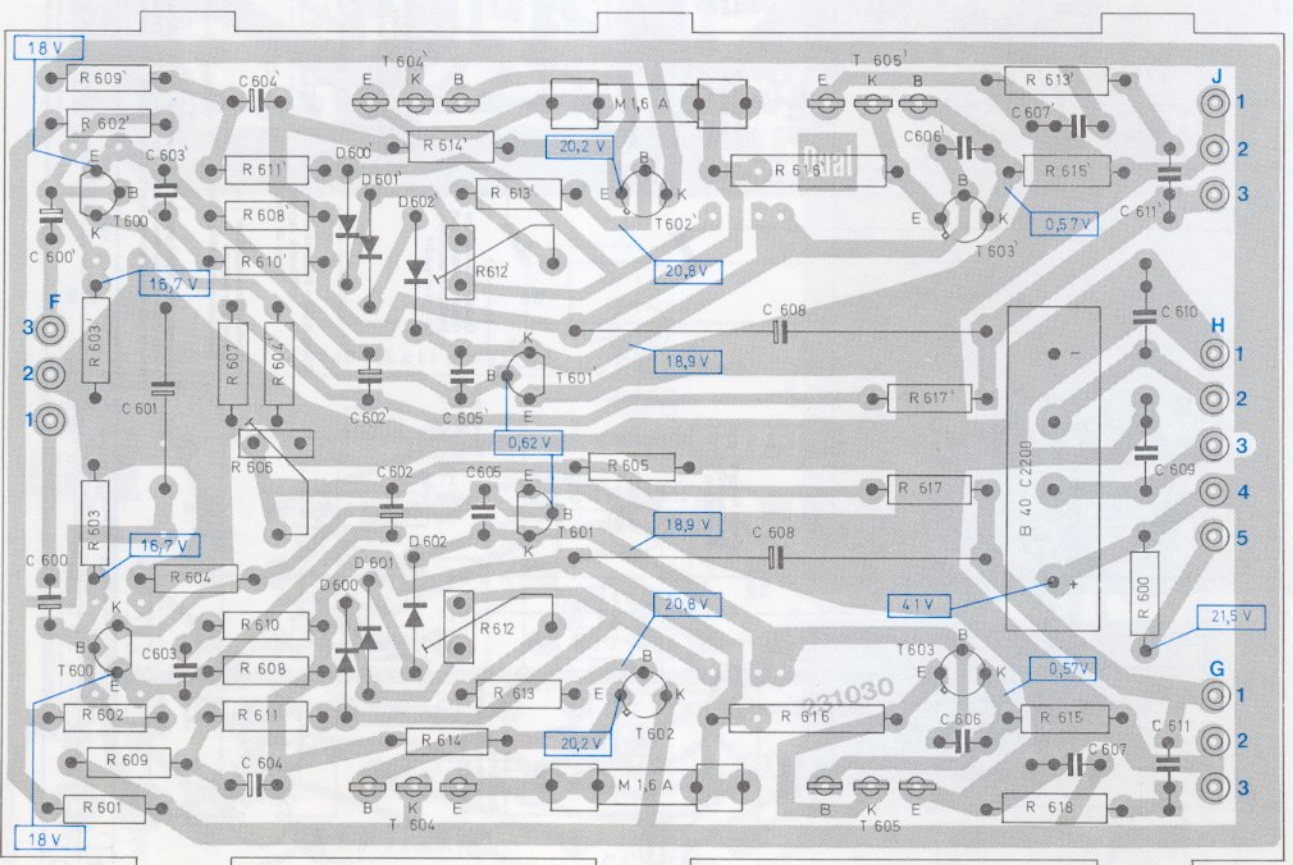 18 V
R 609'
C 604'
T 604'
E K B
M 1,6 A
T 605'
E K B
R 613'
J
1
R 602'
C 607'
2
C 603'
R 611'
D 600'
R 614'
20,2 V
B
C 606'
R 616'
Dual
R 615'
3
E
B
T 600'
K
D 601'
R 613'
E
K
B
C 600'
R 608'
D 602'
T 602'
E
K
T 603'
0,57 V
C 611'
R 610'
R 612'
20,8 V
16,7 V
F
3
R 603'
C 608
C 610
H
1
C 601
R 607
R 604'
K
B
T 601'
E
18,9 V
-
2
2
1
C 602'
C 605'
R 617'
0,62 V
3
R 606
C 602
C 605
E
R 605
R 617
B 40 C2200
C 609
4
R 603
B
T 601
K
18,9 V
C 608
5
C 600
16,7 V
R 604
D 600
D 601
D 602
20,8 V
41 V
+
R 600
21,5 V
K
B
T 600
E
R 610
R 612
C 603
R 608
B
E
K
T 603
B
E
K
0,57V
G
1
R 602
R 611
R 613
T 602
231030
R 616
C 606
R 615
C 611
2
R 609
R 614
20,2 V
C 607
C 604
B K E
T 604
M 1,6 A
B K E
T 605
R 618
3
R 601
18 V